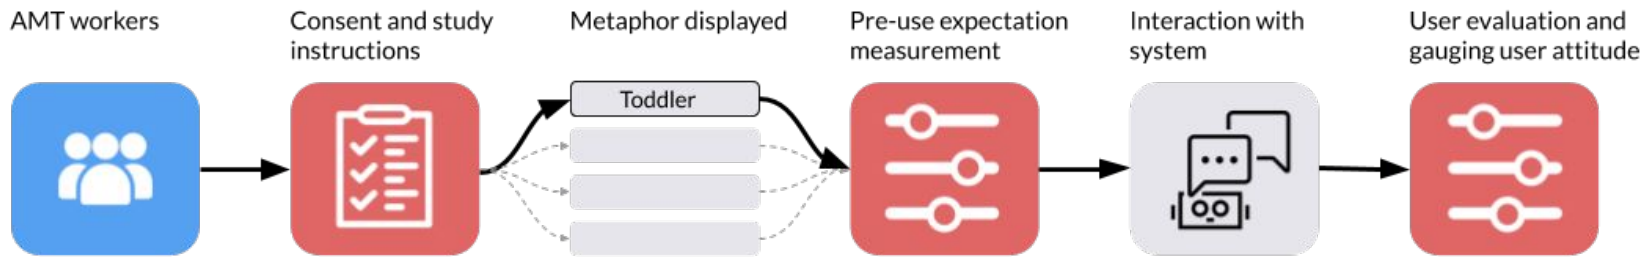 AMT workers
Consent and study
instructions
Metaphor displayed
Toddler
Pre-use expectation
measurement
Interaction with
system
User evaluation and
gauging user attitude